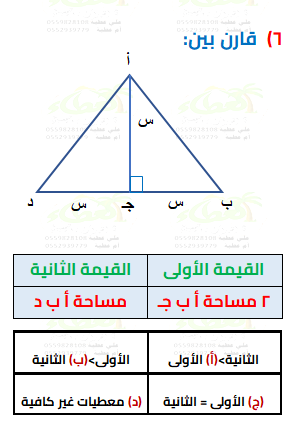 ٦) قارن بين:
أ
س
د س جـ س ب
القيمة الأولى القيمة الثانية
٢ مساحة أ ب جـ مساحة أ ب د
(أ) الأولى>الثانية (ب) الثانية>الأولى
(ج) الأولى = الثانية (د) معطيات غير كافية